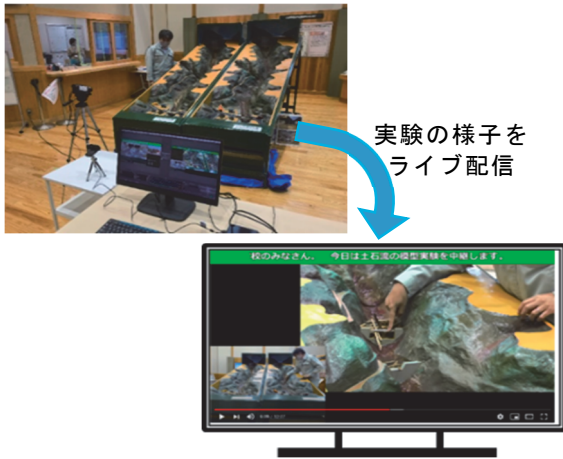 実験の様子を
ライブ配信
校のみなさん、 今日は土石流の模型実験を中継します。